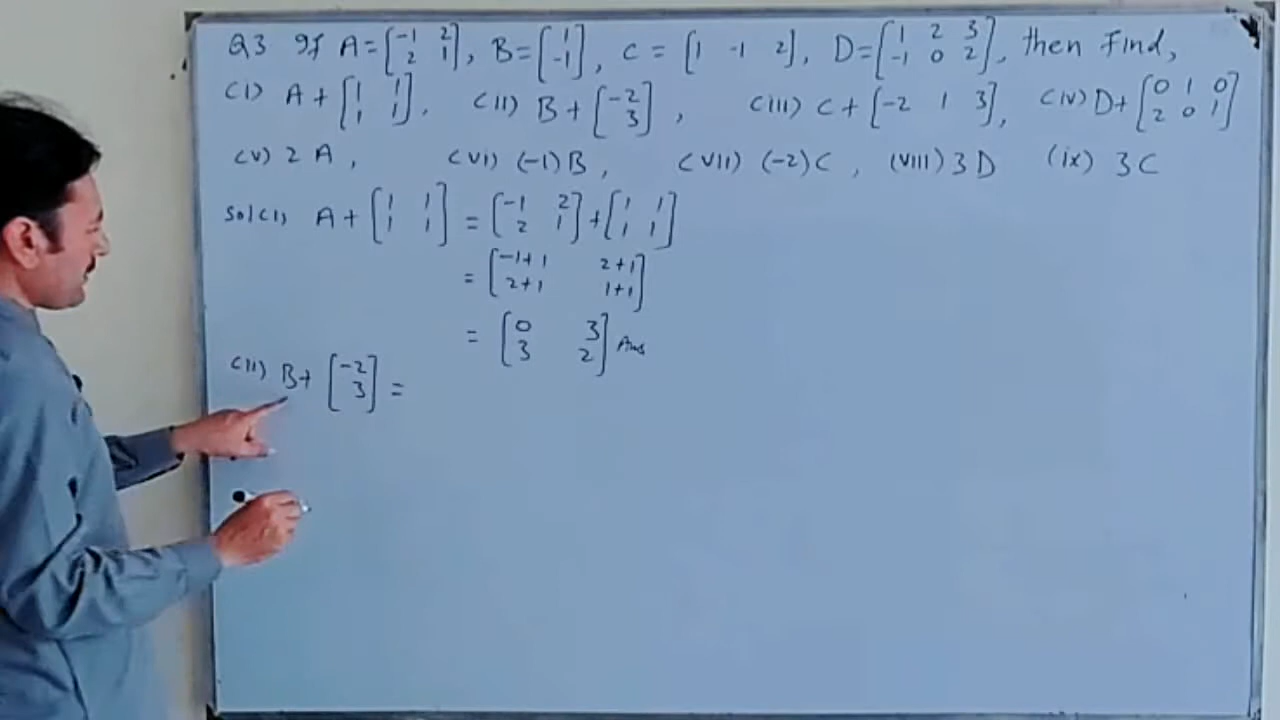 Q3 If A = [-1 2; 2 1], B = [1; -1], C = [1 -1 2], D = [1 2 3; -1 0 2], then Find,
(i) A + [1 1; 1 1], (ii) B + [-2; 3], (iii) C + [-2 1 3], (iv) D + [0 1 0; 2 0 1]
(v) 2A, (vi) (-1)B, (vii) (-2)C, (viii) 3D (ix) 3C
Sol(i) A + [1 1; 1 1] = [-1 2; 2 1] + [1 1; 1 1]
= [-1+1 2+1; 2+1 1+1]
= [0 3; 3 2] Ans
(ii) B + [-2; 3] =